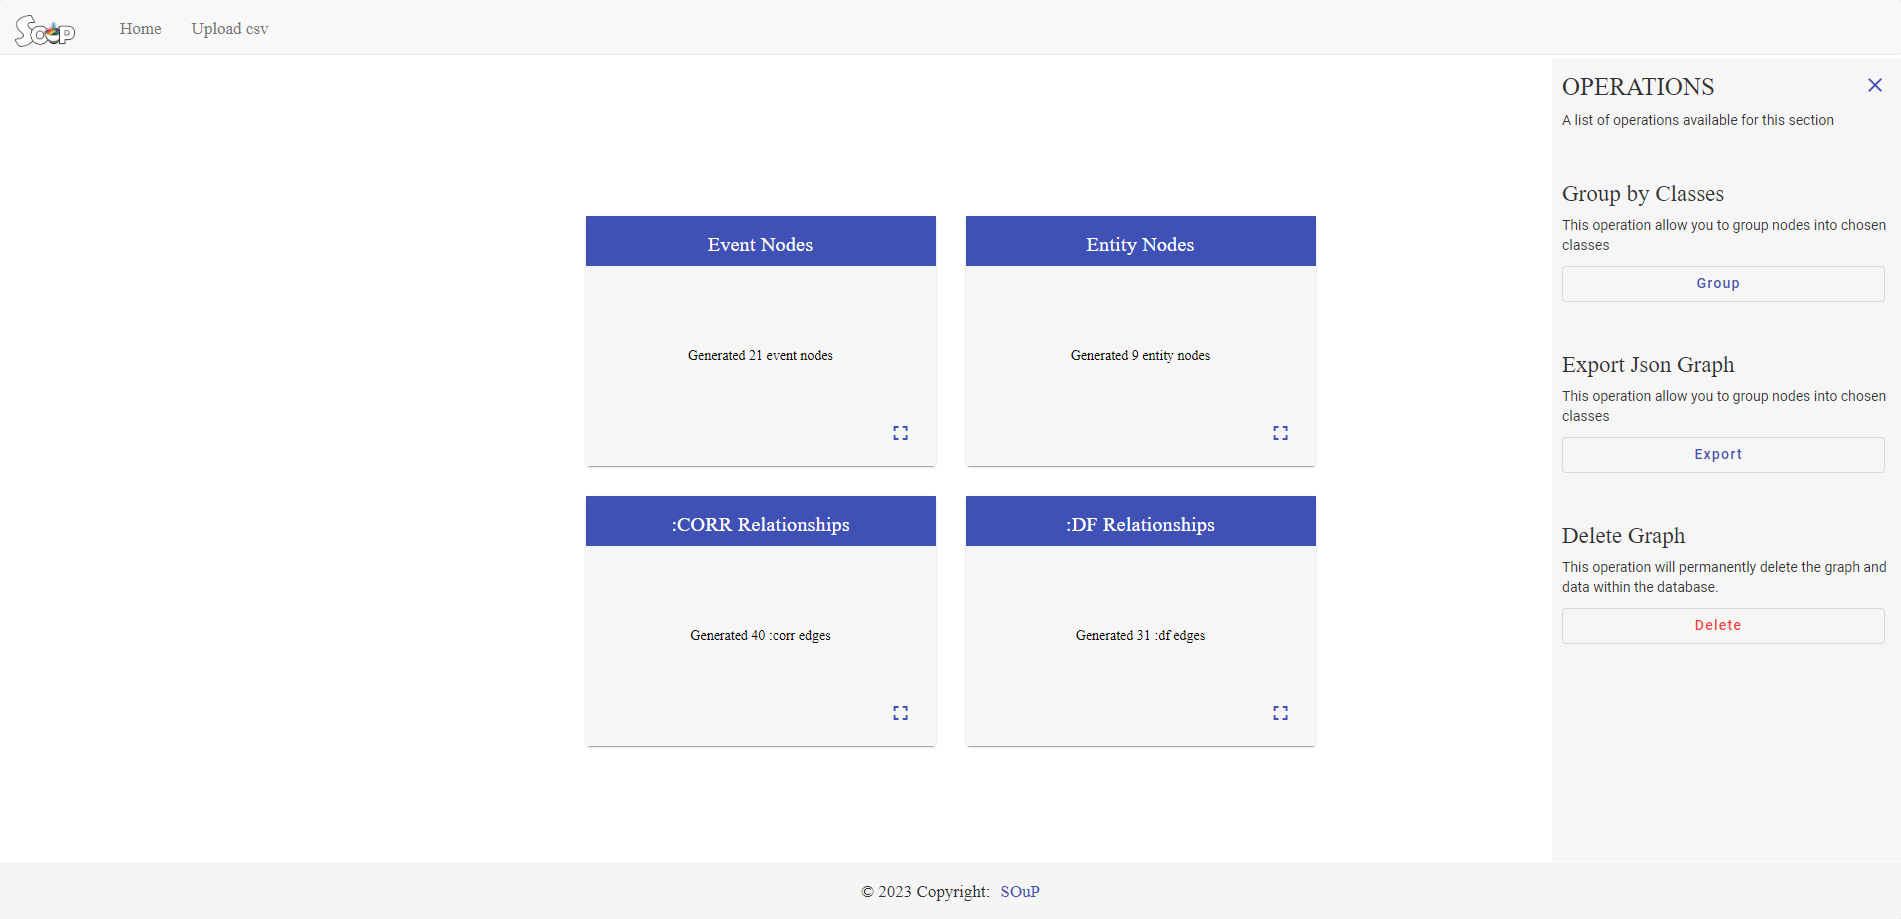 SOuP
Home
Upload csv
OPERATIONS
A list of operations available for this section
Group by Classes
This operation allow you to group nodes into chosen
classes
Group
Export Json Graph
This operation allow you to group nodes into chosen
classes
Export
Delete Graph
This operation will permanently delete the graph and
data within the database.
Delete
Event Nodes
Generated 21 event nodes
Entity Nodes
Generated 9 entity nodes
:CORR Relationships
Generated 40 :corr edges
:DF Relationships
Generated 31 :df edges
© 2023 Copyright: SOuP